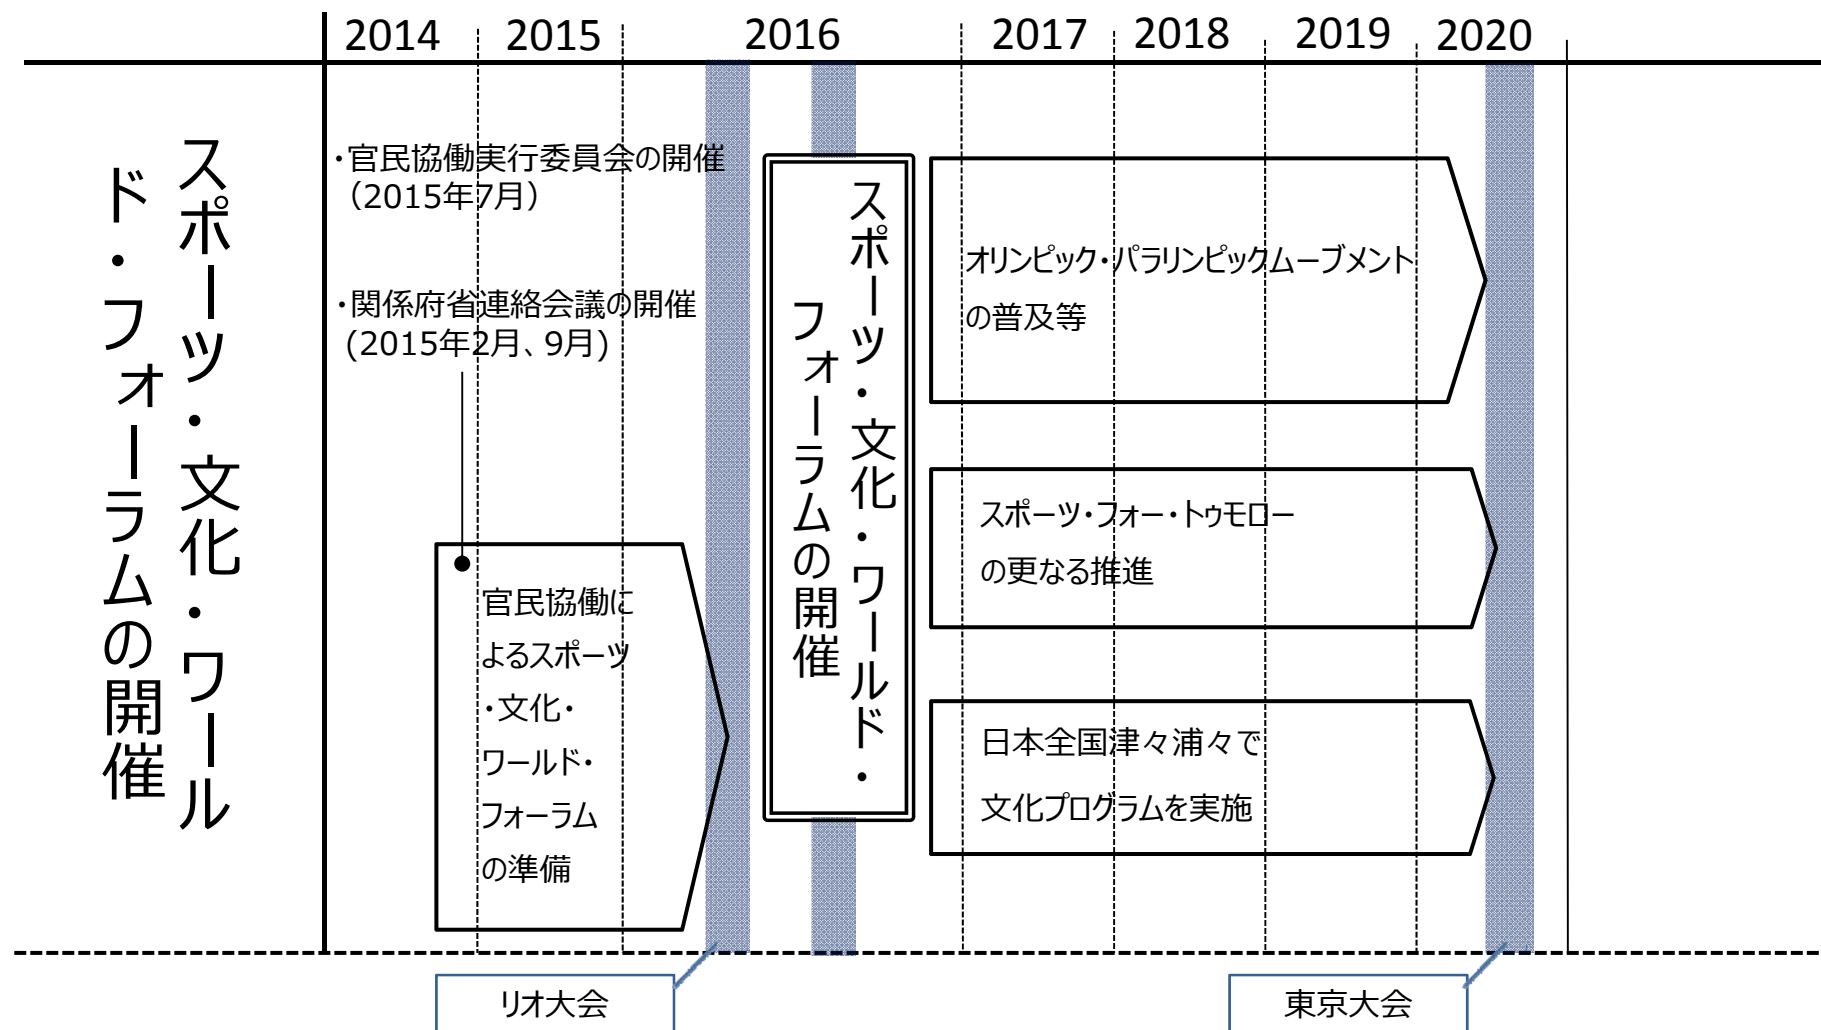 2014 2015 2016 2017 2018 2019 2020
スポーツ・文化・ワール
ド・フォーラムの開催
・官民協働実行委員会の開催
（2015年7月）
・関係府省連絡会議の開催
(2015年2月、9月)
官民協働に
よるスポーツ
・文化・
ワールド・
フォーラム
の準備
スポーツ・文化・ワールド・
フォーラムの開催
オリンピック・パラリンピックムーブメント
の普及等
スポーツ・フォー・トゥモロー
の更なる推進
日本全国津々浦々で
文化プログラムを実施
リオ大会
東京大会